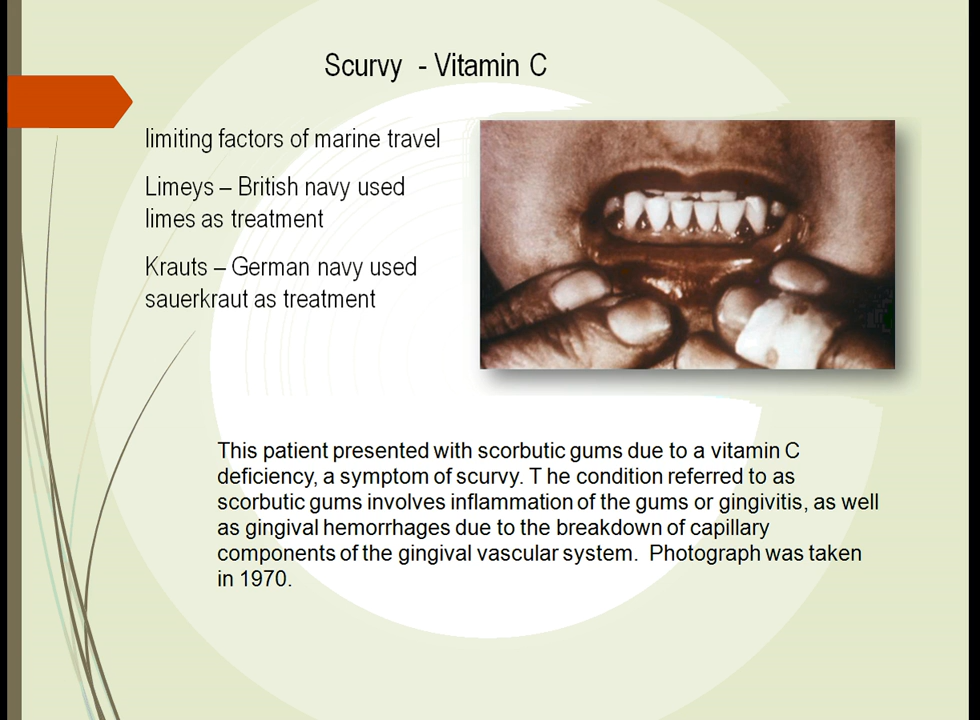 Scurvy - Vitamin C
limiting factors of marine travel
Limeys – British navy used
limes as treatment
Krauts – German navy used
sauerkraut as treatment
This patient presented with scorbutic gums due to a vitamin C
deficiency, a symptom of scurvy. T he condition referred to as
scorbutic gums involves inflammation of the gums or gingivitis, as well
as gingival hemorrhages due to the breakdown of capillary
components of the gingival vascular system. Photograph was taken
in 1970.